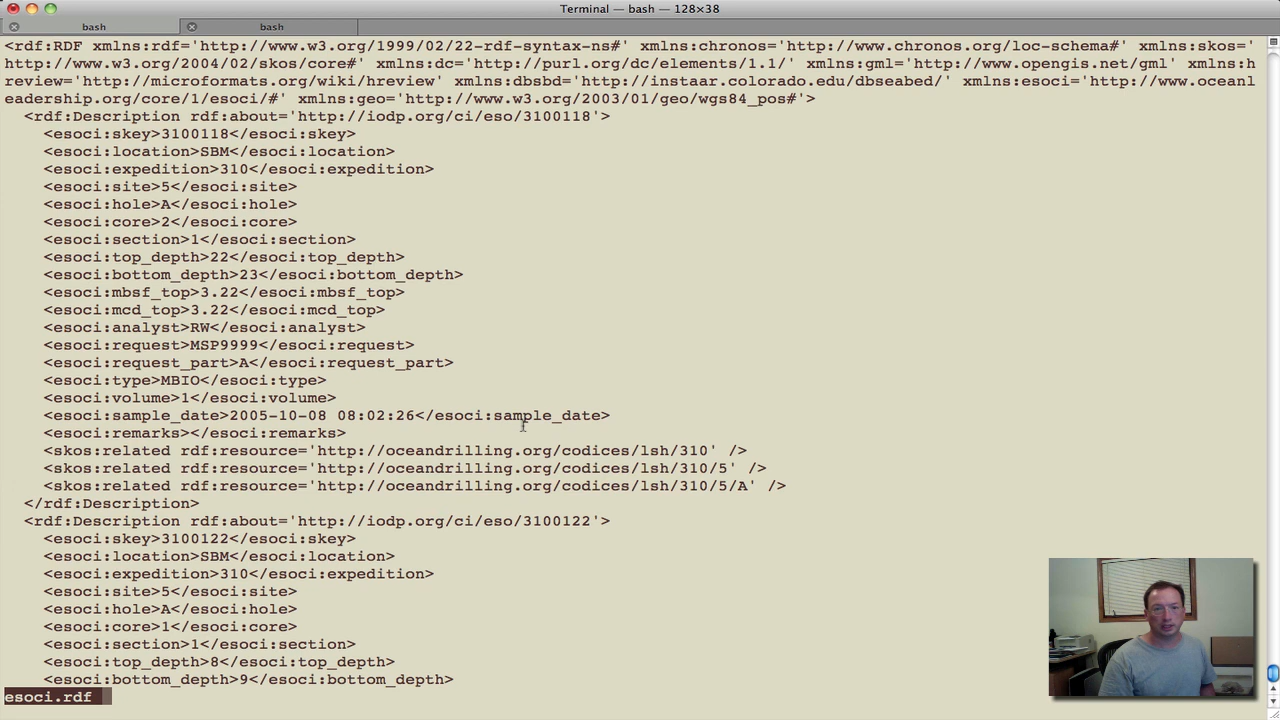 Terminal — bash — 128×38
bash
bash
<rdf:RDF xmlns:rdf='http://www.w3.org/1999/02/22-rdf-syntax-ns#' xmlns:chronos='http://www.chronos.org/loc-schema#' xmlns:skos='
http://www.w3.org/2004/02/skos/core#' xmlns:dc='http://purl.org/dc/elements/1.1/' xmlns:gml='http://www.opengis.net/gml' xmlns:h
review='http://microformats.org/wiki/hreview' xmlns:dbsbd='http://instaar.colorado.edu/dbseabed/' xmlns:esoci='http://www.oceanl
eadership.org/core/1/esoci/#' xmlns:geo='http://www.w3.org/2003/01/geo/wgs84_pos#'>
<rdf:Description rdf:about='http://iodp.org/ci/eso/3100118'>
<esoci:skey>3100118</esoci:skey>
<esoci:location>SBM</esoci:location>
<esoci:expedition>310</esoci:expedition>
<esoci:site>5</esoci:site>
<esoci:hole>A</esoci:hole>
<esoci:core>2</esoci:core>
<esoci:section>1</esoci:section>
<esoci:top_depth>22</esoci:top_depth>
<esoci:bottom_depth>23</esoci:bottom_depth>
<esoci:mbsf_top>3.22</esoci:mbsf_top>
<esoci:mcd_top>3.22</esoci:mcd_top>
<esoci:analyst>RW</esoci:analyst>
<esoci:request>MSP9999</esoci:request>
<esoci:request_part>A</esoci:request_part>
<esoci:type>MBIO</esoci:type>
<esoci:volume>1</esoci:volume>
<esoci:sample_date>2005-10-08 08:02:26</esoci:sample_date>
<esoci:remarks></esoci:remarks>
<skos:related rdf:resource='http://oceandrilling.org/codices/lsh/310' />
<skos:related rdf:resource='http://oceandrilling.org/codices/lsh/310/5' />
<skos:related rdf:resource='http://oceandrilling.org/codices/lsh/310/5/A' />
</rdf:Description>
<rdf:Description rdf:about='http://iodp.org/ci/eso/3100122'>
<esoci:skey>3100122</esoci:skey>
<esoci:location>SBM</esoci:location>
<esoci:expedition>310</esoci:expedition>
<esoci:site>5</esoci:site>
<esoci:hole>A</esoci:hole>
<esoci:core>1</esoci:core>
<esoci:section>1</esoci:section>
<esoci:top_depth>8</esoci:top_depth>
<esoci:bottom_depth>9</esoci:bottom_depth>
esoci.rdf